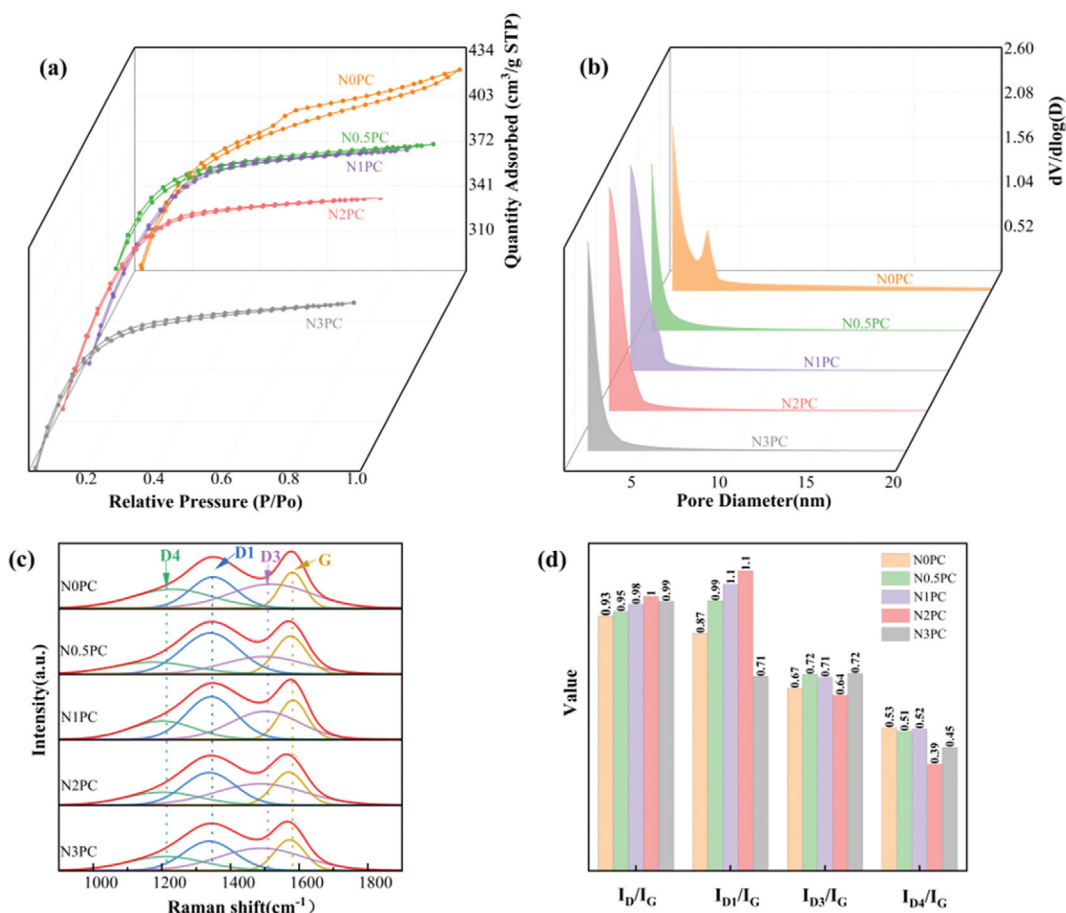 (a)
N0PC
N0.5PC
N1PC
N2PC
N3PC
434
403
372
341
310
Quantity Adsorbed (cm³/g STP)
0.2
0.4
0.6
0.8
1.0
Relative Pressure (P/Po)
(b)
N0PC
N0.5PC
N1PC
N2PC
N3PC
2.60
2.08
1.56
1.04
0.52
dV/dlog(D)
5
10
15
20
Pore Diameter(nm)
(c)
D4
D1
D3
G
N0PC
N0.5PC
N1PC
N2PC
N3PC
Intensity(a.u.)
1000
1200
1400
1600
1800
Raman shift(cm⁻¹)
(d)
N0PC
N0.5PC
N1PC
N2PC
N3PC
Value
0.93
0.95
0.98
1
0.99
0.87
0.99
1.1
1.1
0.71
0.67
0.72
0.71
0.64
0.72
0.53
0.51
0.52
0.39
0.45
I_D/I_G
I_D1/I_G
I_D3/I_G
I_D4/I_G